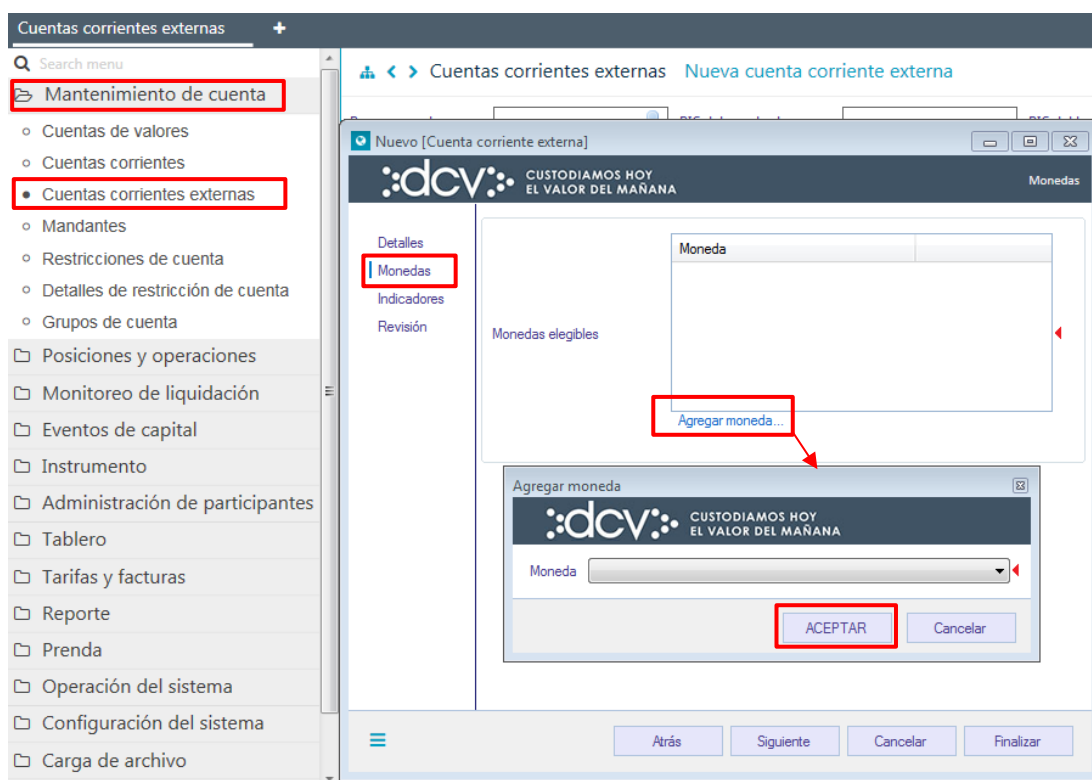 Cuentas corrientes externas +
Search menu
Mantenimiento de cuenta
Cuentas de valores
Cuentas corrientes
Cuentas corrientes externas
Mandantes
Restricciones de cuenta
Detalles de restricción de cuenta
Grupos de cuenta
Posiciones y operaciones
Monitoreo de liquidación
Eventos de capital
Instrumento
Administración de participantes
Tablero
Tarifas y facturas
Reporte
Prenda
Operación del sistema
Configuración del sistema
Carga de archivo
Cuentas corrientes externas Nueva cuenta corriente externa
Nuevo [Cuenta corriente externa]
dcv CUSTODIAMOS HOY
EL VALOR DEL MAÑANA
Monedas
Detalles
Monedas
Indicadores
Revisión
Moneda
Monedas elegibles
Agregar moneda...
Agregar moneda
dcv CUSTODIAMOS HOY
EL VALOR DEL MAÑANA
Moneda
ACEPTAR Cancelar
Atrás Siguiente Cancelar Finalizar